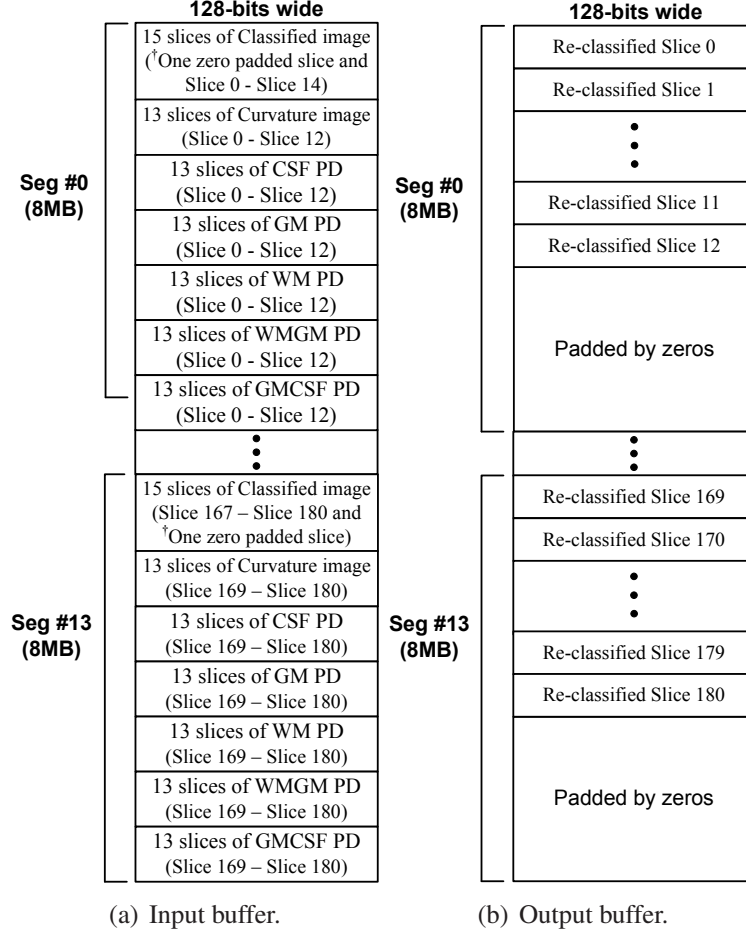 128-bits wide
15 slices of Classified image
(†One zero padded slice and
Slice 0 - Slice 14)
13 slices of Curvature image
(Slice 0 - Slice 12)
13 slices of CSF PD
(Slice 0 - Slice 12)
13 slices of GM PD
(Slice 0 - Slice 12)
13 slices of WM PD
(Slice 0 - Slice 12)
13 slices of WMGM PD
(Slice 0 - Slice 12)
13 slices of GMCSF PD
(Slice 0 - Slice 12)
Seg #0
(8MB)
15 slices of Classified image
(Slice 167 – Slice 180 and
†One zero padded slice)
13 slices of Curvature image
(Slice 169 – Slice 180)
13 slices of CSF PD
(Slice 169 – Slice 180)
13 slices of GM PD
(Slice 169 – Slice 180)
13 slices of WM PD
(Slice 169 – Slice 180)
13 slices of WMGM PD
(Slice 169 – Slice 180)
13 slices of GMCSF PD
(Slice 169 – Slice 180)
Seg #13
(8MB)
(a) Input buffer.
128-bits wide
Re-classified Slice 0
Re-classified Slice 1
Re-classified Slice 11
Re-classified Slice 12
Padded by zeros
Seg #0
(8MB)
Re-classified Slice 169
Re-classified Slice 170
Re-classified Slice 179
Re-classified Slice 180
Padded by zeros
Seg #13
(8MB)
(b) Output buffer.